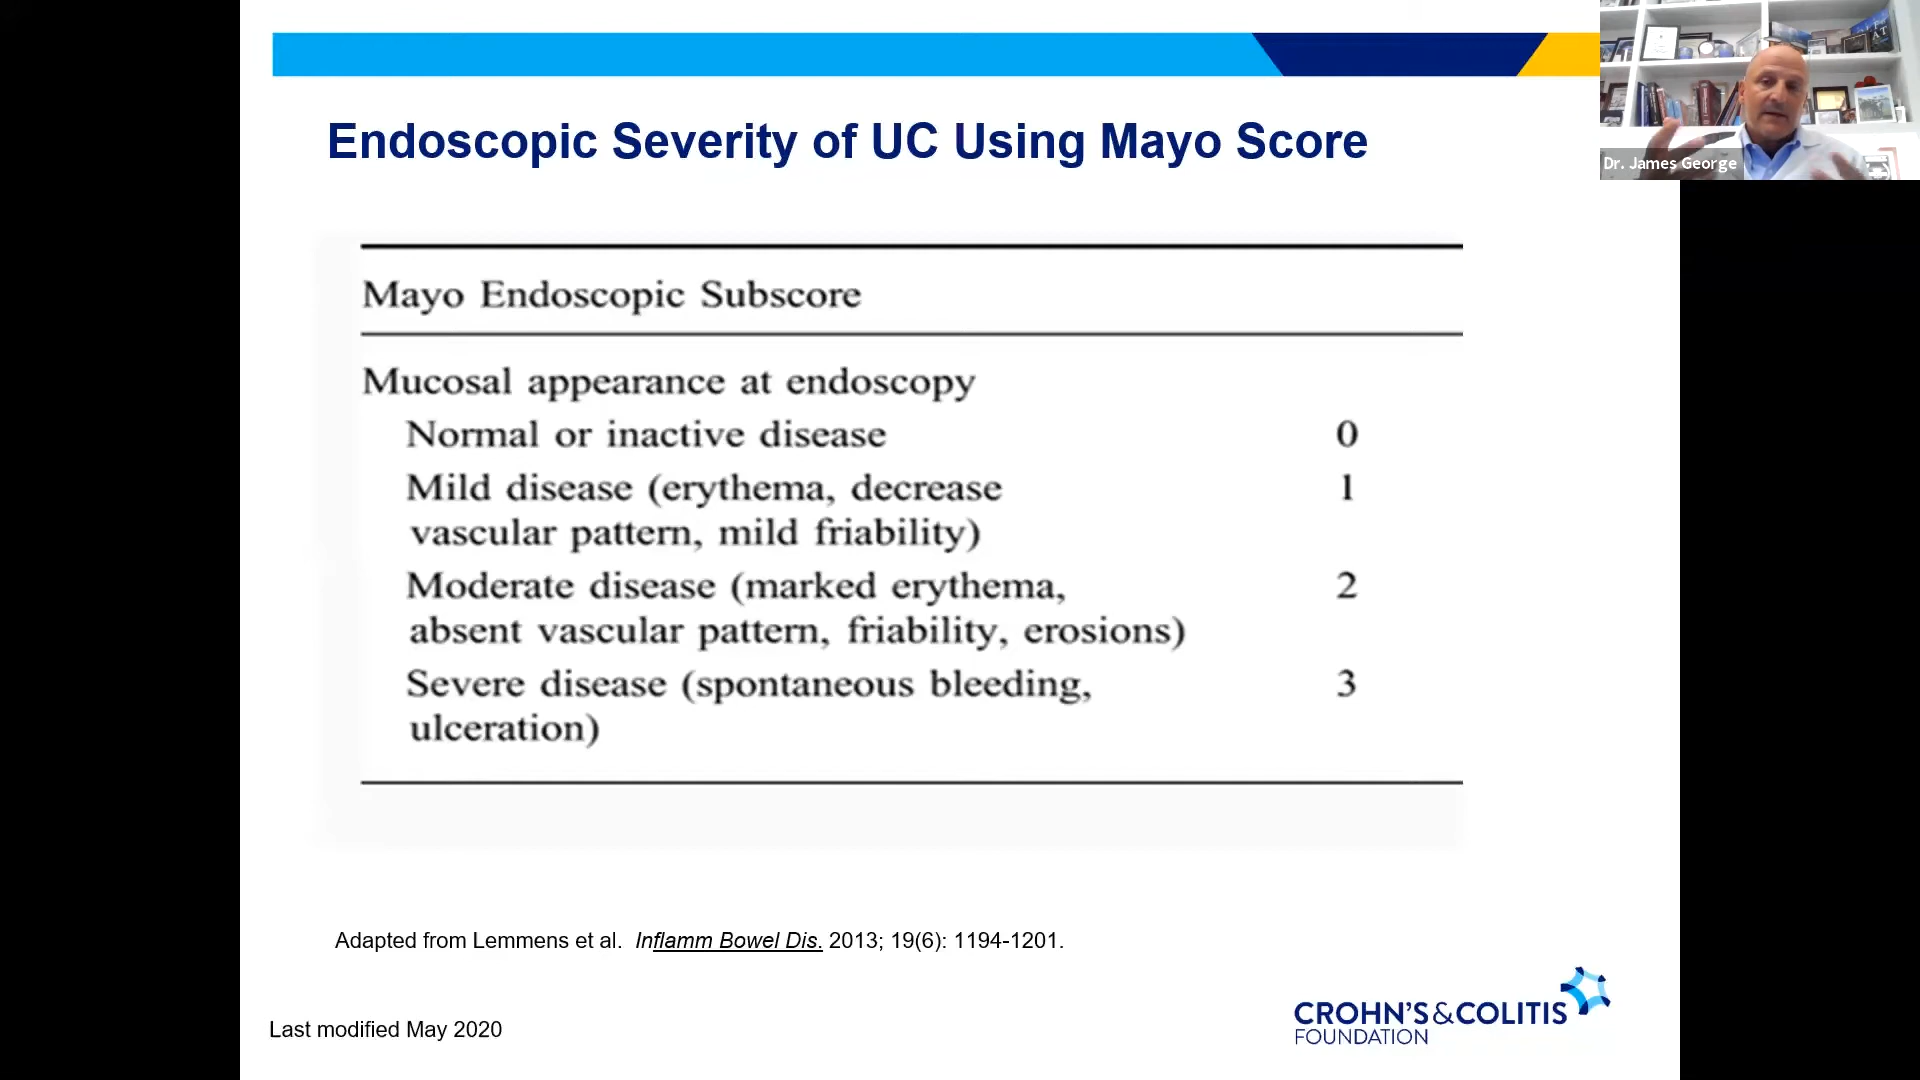 Endoscopic Severity of UC Using Mayo Score
Dr. James George
Mayo Endoscopic Subscore
Mucosal appearance at endoscopy
Normal or inactive disease 0
Mild disease (erythema, decrease 1
vascular pattern, mild friability)
Moderate disease (marked erythema, 2
absent vascular pattern, friability, erosions)
Severe disease (spontaneous bleeding, 3
ulceration)
Adapted from Lemmens et al. Inflamm Bowel Dis. 2013; 19(6): 1194-1201.
Last modified May 2020
CROHN'S&COLITIS
FOUNDATION